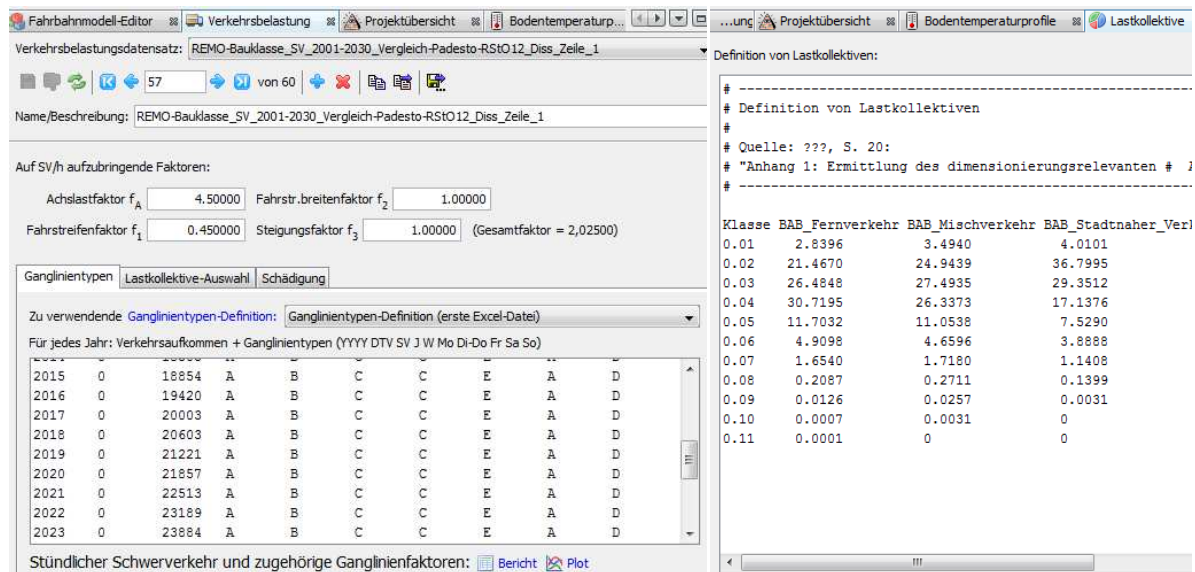 Fahrbahnmodell-Editor Verkehrsbelastung Projektübersicht Bodentemperaturp...
Verkehrsbelastungsdatensatz: REMO-Bauklasse_SV_2001-2030_Vergleich-Padesto-RStO12_Diss_Zeile_1
57 von 60
Name/Beschreibung: REMO-Bauklasse_SV_2001-2030_Vergleich-Padesto-RStO12_Diss_Zeile_1
Auf SV/h aufzubringende Faktoren:
Achslastfaktor f_A 4.50000 Fahrstr.breitenfaktor f_2 1.00000
Fahrstreifenfaktor f_1 0.450000 Steigungsfaktor f_3 1.00000 (Gesamtfaktor = 2,02500)
Ganglinientypen Lastkollektive-Auswahl Schädigung
Zu verwendende Ganglinientypen-Definition: Ganglinientypen-Definition (erste Excel-Datei)
Für jedes Jahr: Verkehrsaufkommen + Ganglinientypen (YYYY DTV SV J W Mo Di-Do Fr Sa So)
2015 0 18854 A B C C E A D
2016 0 19420 A B C C E A D
2017 0 20003 A B C C E A D
2018 0 20603 A B C C E A D
2019 0 21221 A B C C E A D
2020 0 21857 A B C C E A D
2021 0 22513 A B C C E A D
2022 0 23189 A B C C E A D
2023 0 23884 A B C C E A D
Stündlicher Schwerverkehr und zugehörige Ganglinienfaktoren: Bericht Plot
...ung Projektübersicht Bodentemperaturprofile Lastkollektive
Definition von Lastkollektiven:
# ----------------------------------------------------------
# Definition von Lastkollektiven
#
# Quelle: ???, S. 20:
# "Anhang 1: Ermittlung des dimensionierungsrelevanten #
# ----------------------------------------------------------
Klasse BAB_Fernverkehr BAB_Mischverkehr BAB_Stadtnaher_Verk
0.01 2.8396 3.4940 4.0101
0.02 21.4670 24.9439 36.7995
0.03 26.4848 27.4935 29.3512
0.04 30.7195 26.3373 17.1376
0.05 11.7032 11.0538 7.5290
0.06 4.9098 4.6596 3.8888
0.07 1.6540 1.7180 1.1408
0.08 0.2087 0.2711 0.1399
0.09 0.0126 0.0257 0.0031
0.10 0.0007 0.0031 0
0.11 0.0001 0 0